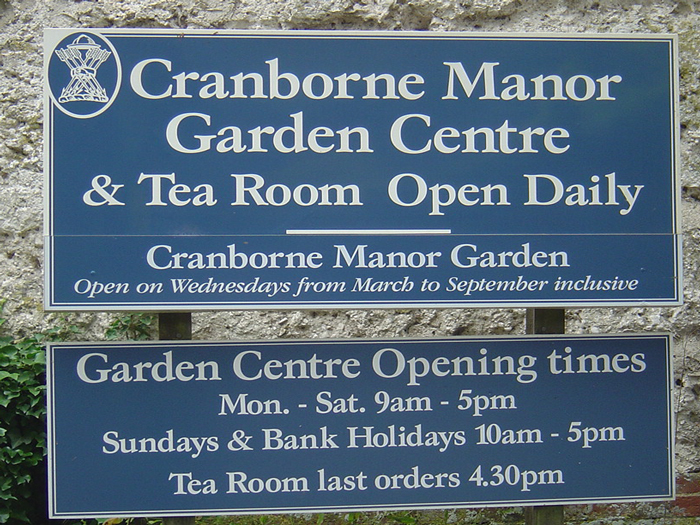 Cranborne Manor
Garden Centre
& Tea Room Open Daily
Cranborne Manor Garden
Open on Wednesdays from March to September inclusive
Garden Centre Opening times
Mon. - Sat. 9am - 5pm
Sundays & Bank Holidays 10am - 5pm
Tea Room last orders 4.30pm